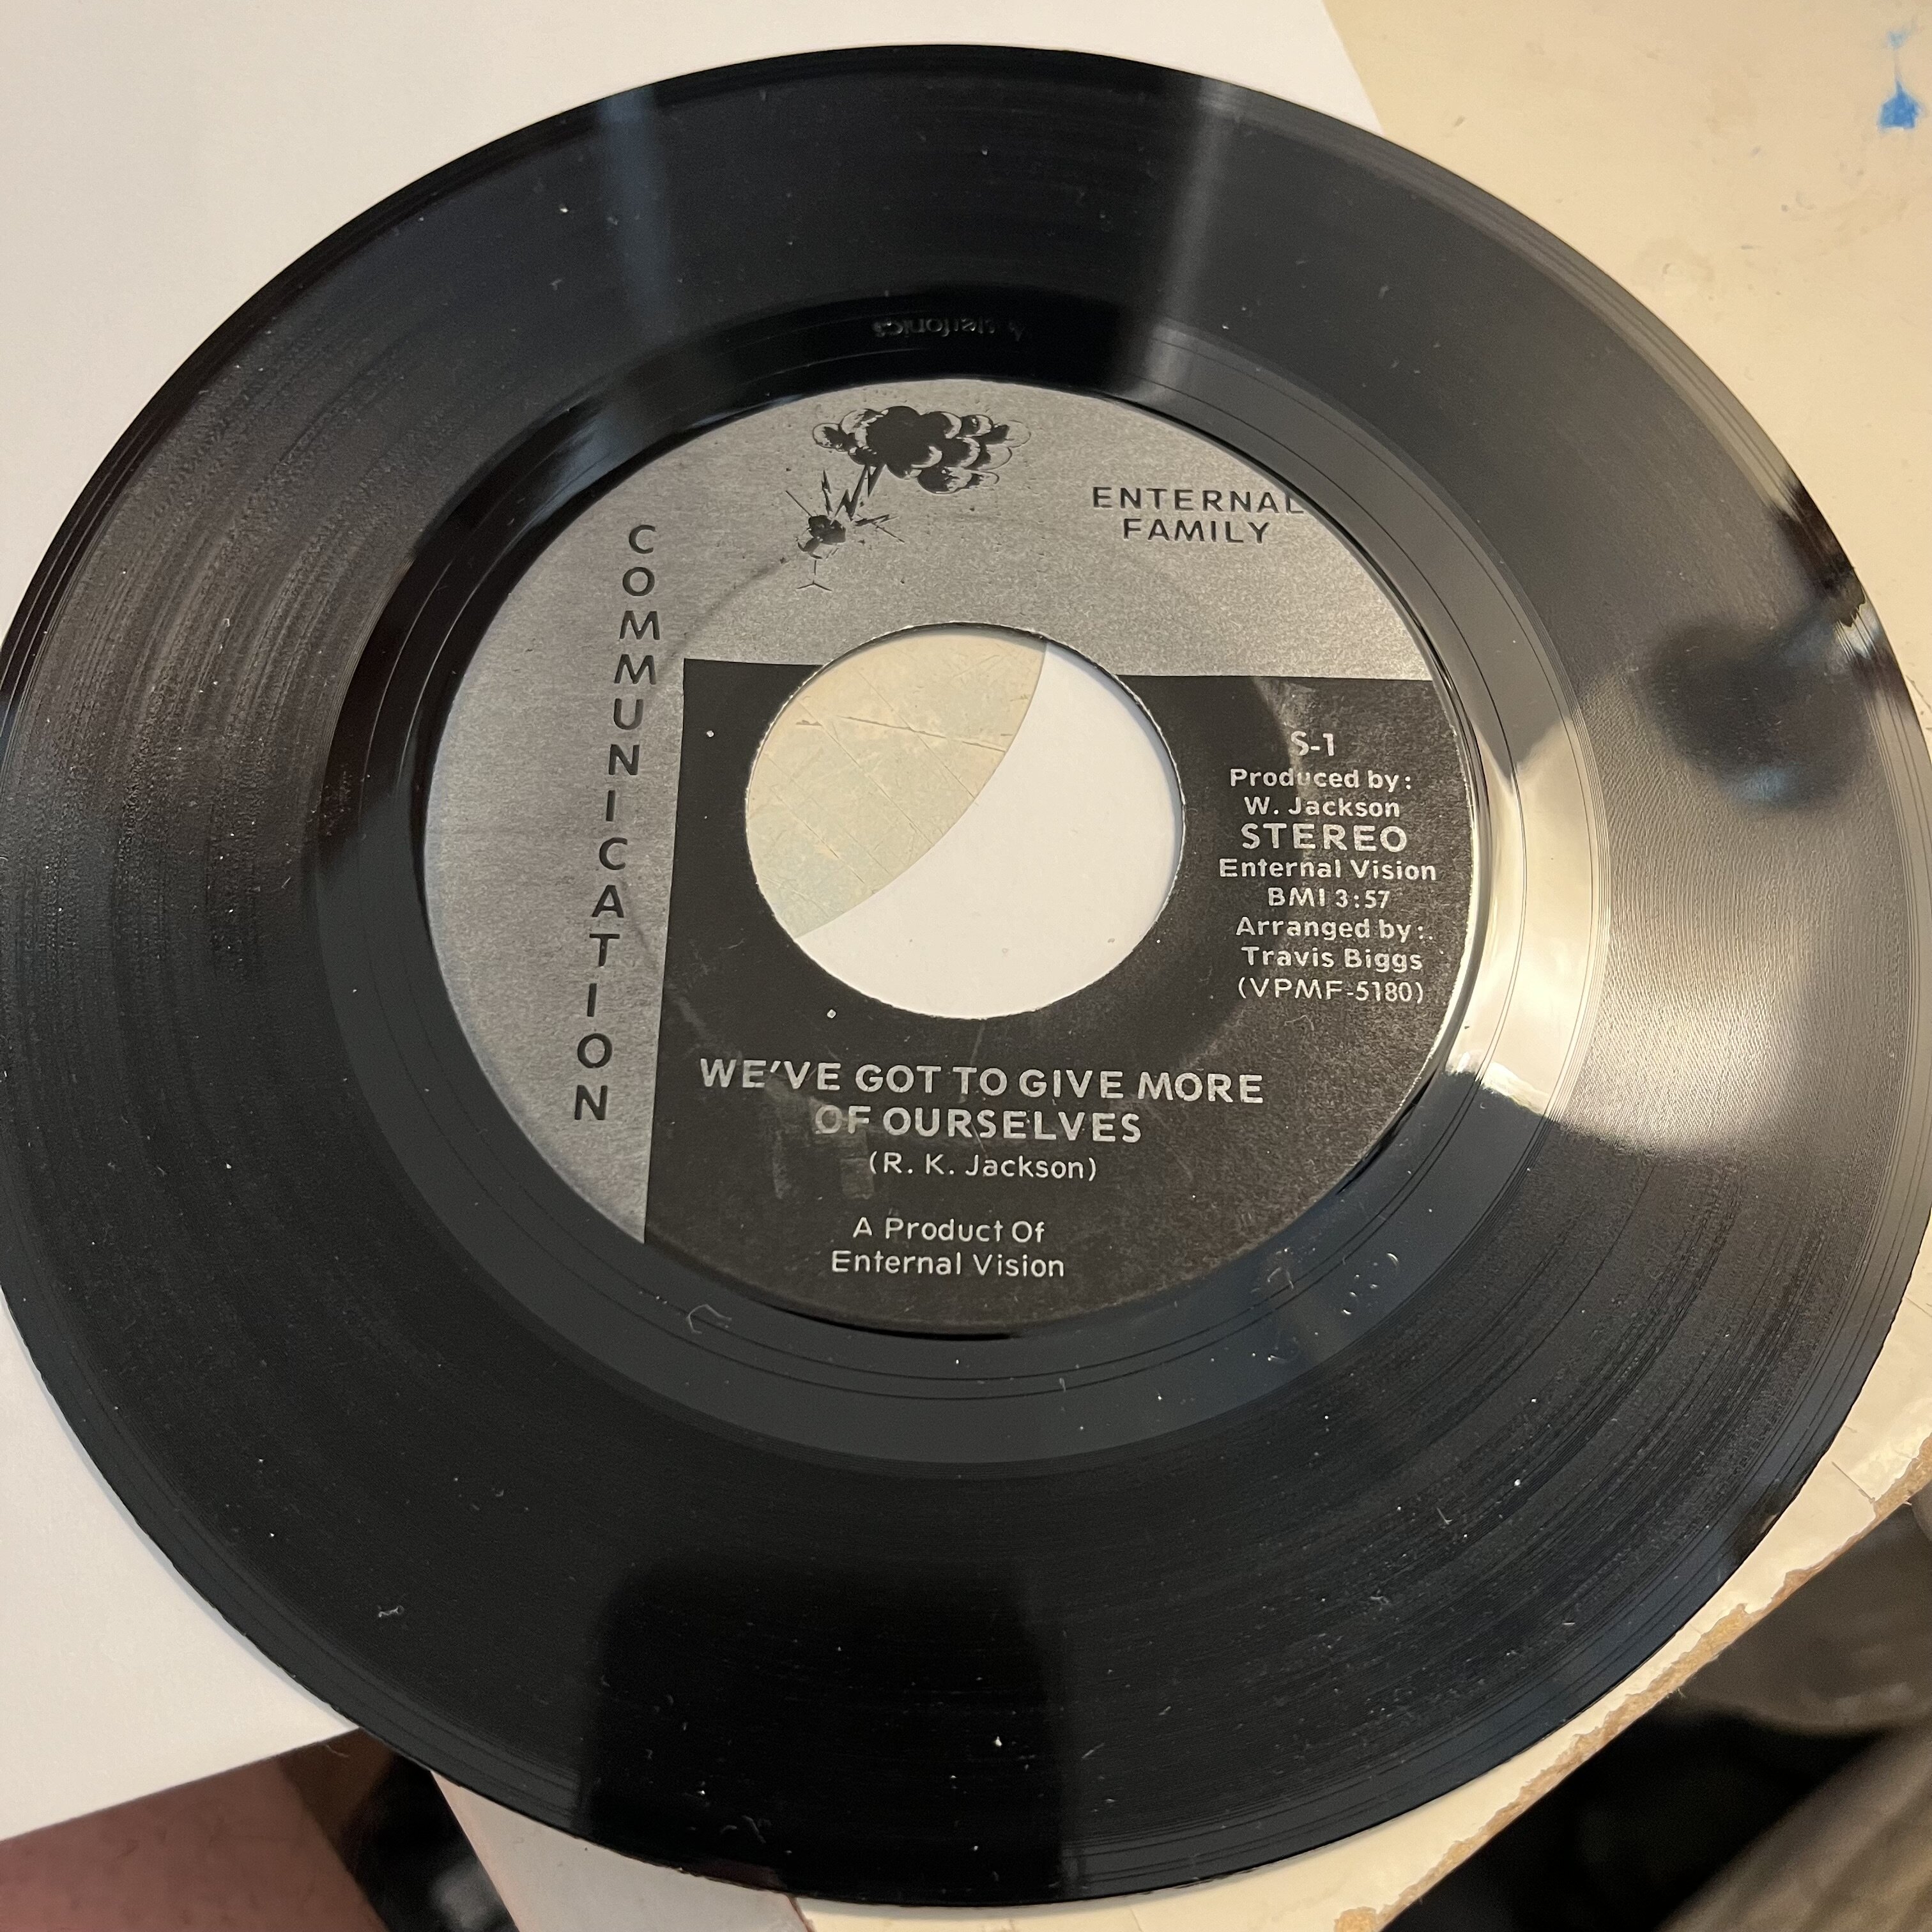 ENTERNAL
FAMILY
COMMUNICATION
S-1
Produced by:
W. Jackson
STEREO
Enternal Vision
BMI 3:57
Arranged by:.
Travis Biggs
(VPMF-5180)
WE'VE GOT TO GIVE MORE
OF OURSELVES
(R. K. Jackson)
A Product Of
Enternal Vision